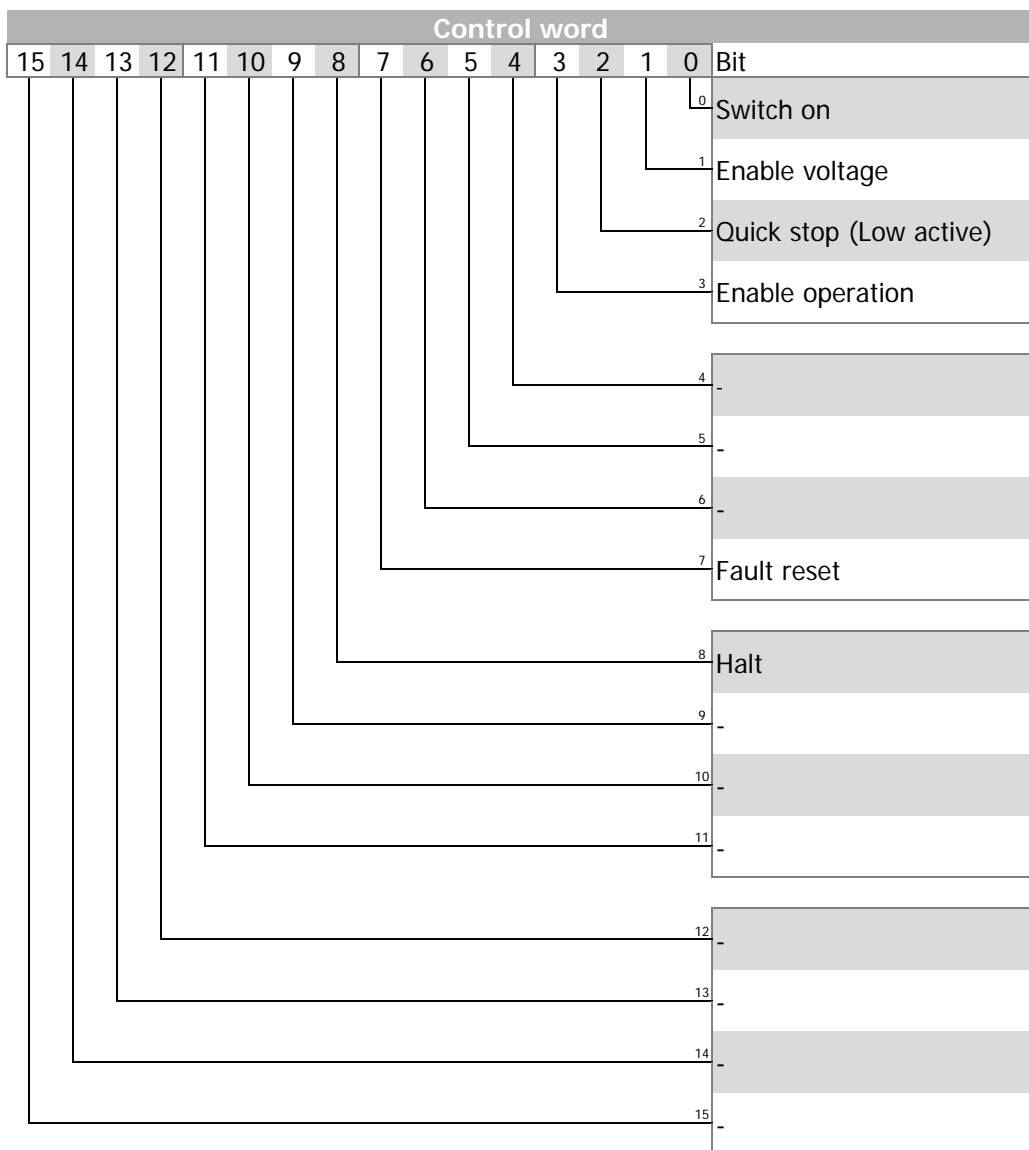 Control word
15 14 13 12 11 10 9 8 7 6 5 4 3 2 1 0 Bit
0 Switch on
1 Enable voltage
2 Quick stop (Low active)
3 Enable operation
4 -
5 -
6 -
7 Fault reset
8 Halt
9 -
10 -
11 -
12 -
13 -
14 -
15 -